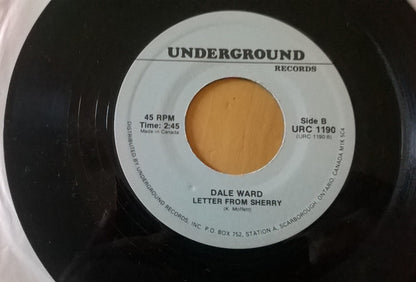 UNDERGROUND
RECORDS
45 RPM
Time: 2:45
Made in Canada
Side B
URC 1190
(URC 1190 B)
DALE WARD
LETTER FROM SHERRY
(K. Moffett)
DISTRIBUTED BY UNDERGROUND RECORDS, INC. P.O. BOX 752, STATION A, SCARBOROUGH, ONTARIO, CANADA M1K 5C4